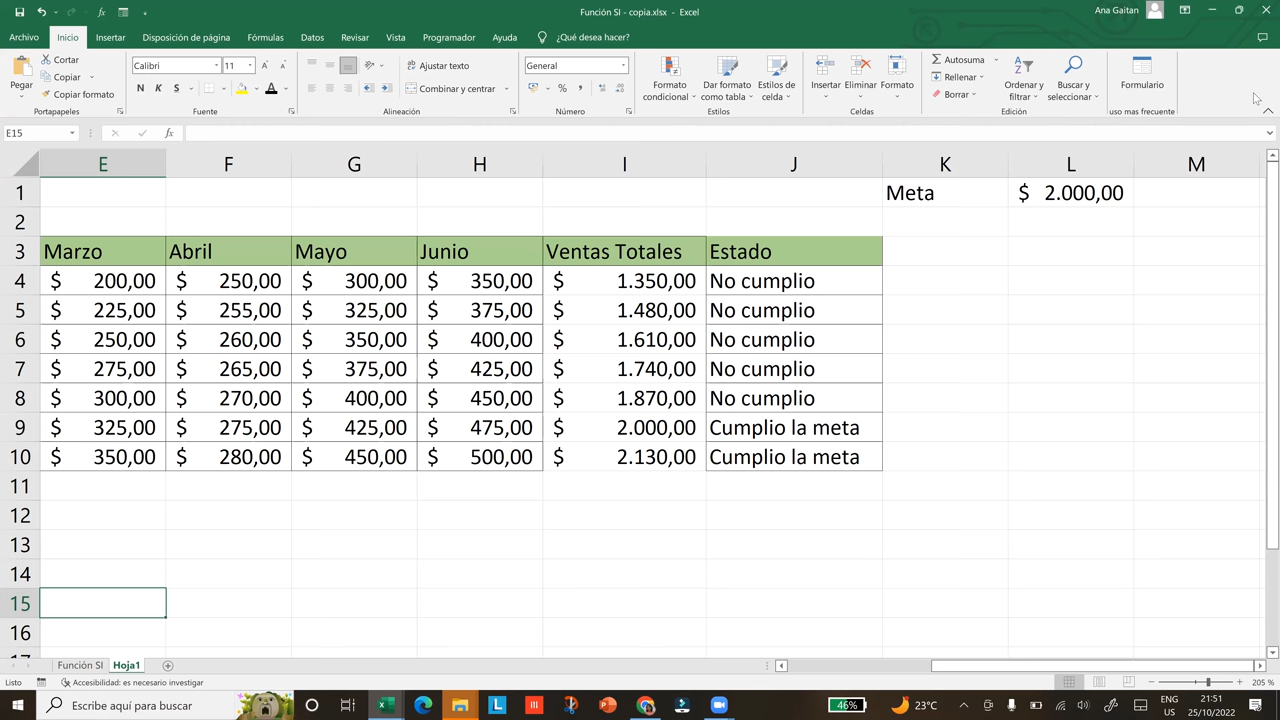 Función SI - copia.xlsx - Excel
Ana Gaitan
Archivo Inicio Insertar Disposición de página Fórmulas Datos Revisar Vista Programador Ayuda ¿Qué desea hacer?
Pegar
Cortar
Copiar
Copiar formato
Portapapeles
Calibri 11
N K S
Fuente
Ajustar texto
Combinar y centrar
Alineación
General
Número
Formato condicional
Dar formato como tabla
Estilos de celda
Estilos
Insertar Eliminar Formato
Celdas
Autosuma
Rellenar
Borrar
Ordenar y filtrar
Buscar y seleccionar
Edición
Formulario
uso mas frecuente
E15
fx
E F G H I J K L M
1 Meta $ 2.000,00
2
3 Marzo Abril Mayo Junio Ventas Totales Estado
4 $ 200,00 $ 250,00 $ 300,00 $ 350,00 $ 1.350,00 No cumplio
5 $ 225,00 $ 255,00 $ 325,00 $ 375,00 $ 1.480,00 No cumplio
6 $ 250,00 $ 260,00 $ 350,00 $ 400,00 $ 1.610,00 No cumplio
7 $ 275,00 $ 265,00 $ 375,00 $ 425,00 $ 1.740,00 No cumplio
8 $ 300,00 $ 270,00 $ 400,00 $ 450,00 $ 1.870,00 No cumplio
9 $ 325,00 $ 275,00 $ 425,00 $ 475,00 $ 2.000,00 Cumplio la meta
10 $ 350,00 $ 280,00 $ 450,00 $ 500,00 $ 2.130,00 Cumplio la meta
11
12
13
14
15
16
17
Función SI Hoja1
Listo Accesibilidad: es necesario investigar 205 %
Escribe aquí para buscar
46%
23°C
ENG
US
21:51
25/10/2022